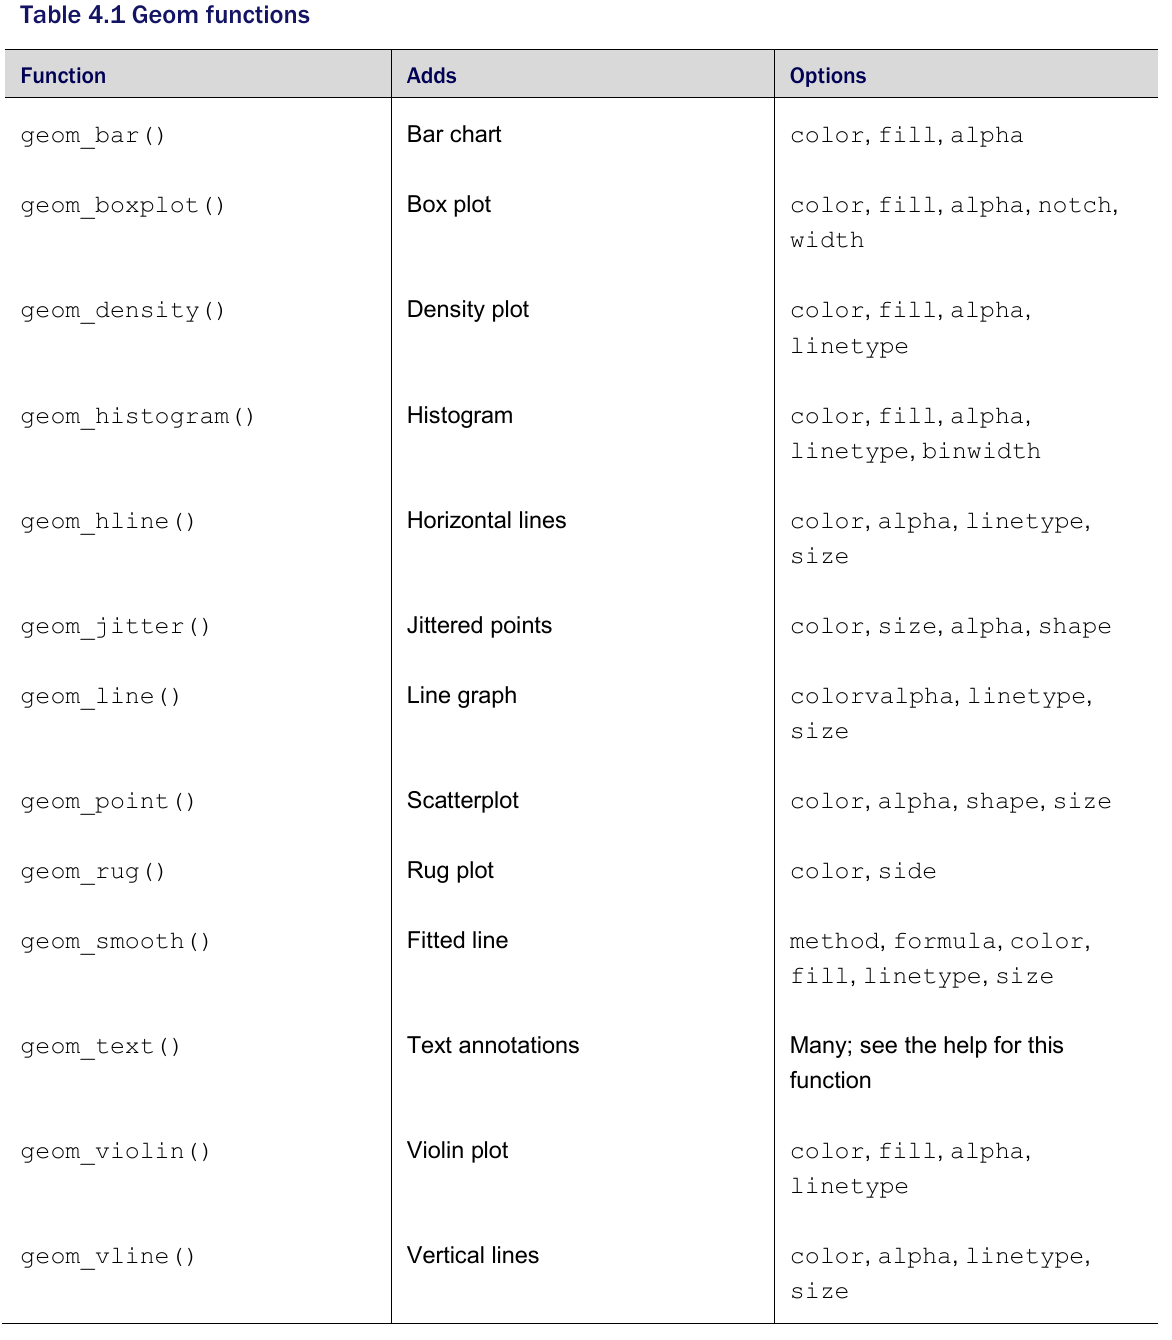 Table 4.1 Geom functions
Function Adds Options
geom_bar() Bar chart color, fill, alpha
geom_boxplot() Box plot color, fill, alpha, notch,
width
geom_density() Density plot color, fill, alpha,
linetype
geom_histogram() Histogram color, fill, alpha,
linetype, binwidth
geom_hline() Horizontal lines color, alpha, linetype,
size
geom_jitter() Jittered points color, size, alpha, shape
geom_line() Line graph colorvalpha, linetype,
size
geom_point() Scatterplot color, alpha, shape, size
geom_rug() Rug plot color, side
geom_smooth() Fitted line method, formula, color,
fill, linetype, size
geom_text() Text annotations Many; see the help for this
function
geom_violin() Violin plot color, fill, alpha,
linetype
geom_vline() Vertical lines color, alpha, linetype,
size